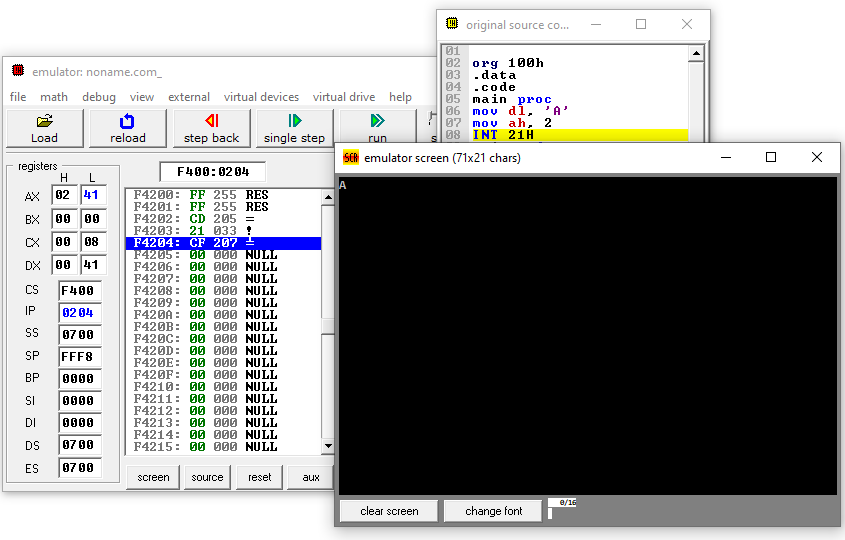 original source co...
01
02 org 100h
03 .data
04 .code
05 main proc
06 mov dl, 'A'
07 mov ah, 2
08 INT 21H
emulator: noname.com_
file math debug view external virtual devices virtual drive help
Load reload step back single step run
registers
H L
AX 02 41
BX 00 00
CX 00 08
DX 00 41
CS F400
IP 0204
SS 0700
SP FFF8
BP 0000
SI 0000
DI 0000
DS 0700
ES 0700
F400:0204
F4200: FF 255 RES
F4201: FF 255 RES
F4202: CD 205 =
F4203: 21 033 !
F4204: CF 207 ╧
F4205: 00 000 NULL
F4206: 00 000 NULL
F4207: 00 000 NULL
F4208: 00 000 NULL
F4209: 00 000 NULL
F420A: 00 000 NULL
F420B: 00 000 NULL
F420C: 00 000 NULL
F420D: 00 000 NULL
F420E: 00 000 NULL
F420F: 00 000 NULL
F4210: 00 000 NULL
F4211: 00 000 NULL
F4212: 00 000 NULL
F4213: 00 000 NULL
F4214: 00 000 NULL
F4215: 00 000 NULL
screen source reset aux
SCR emulator screen (71x21 chars)
A
clear screen change font 0/16